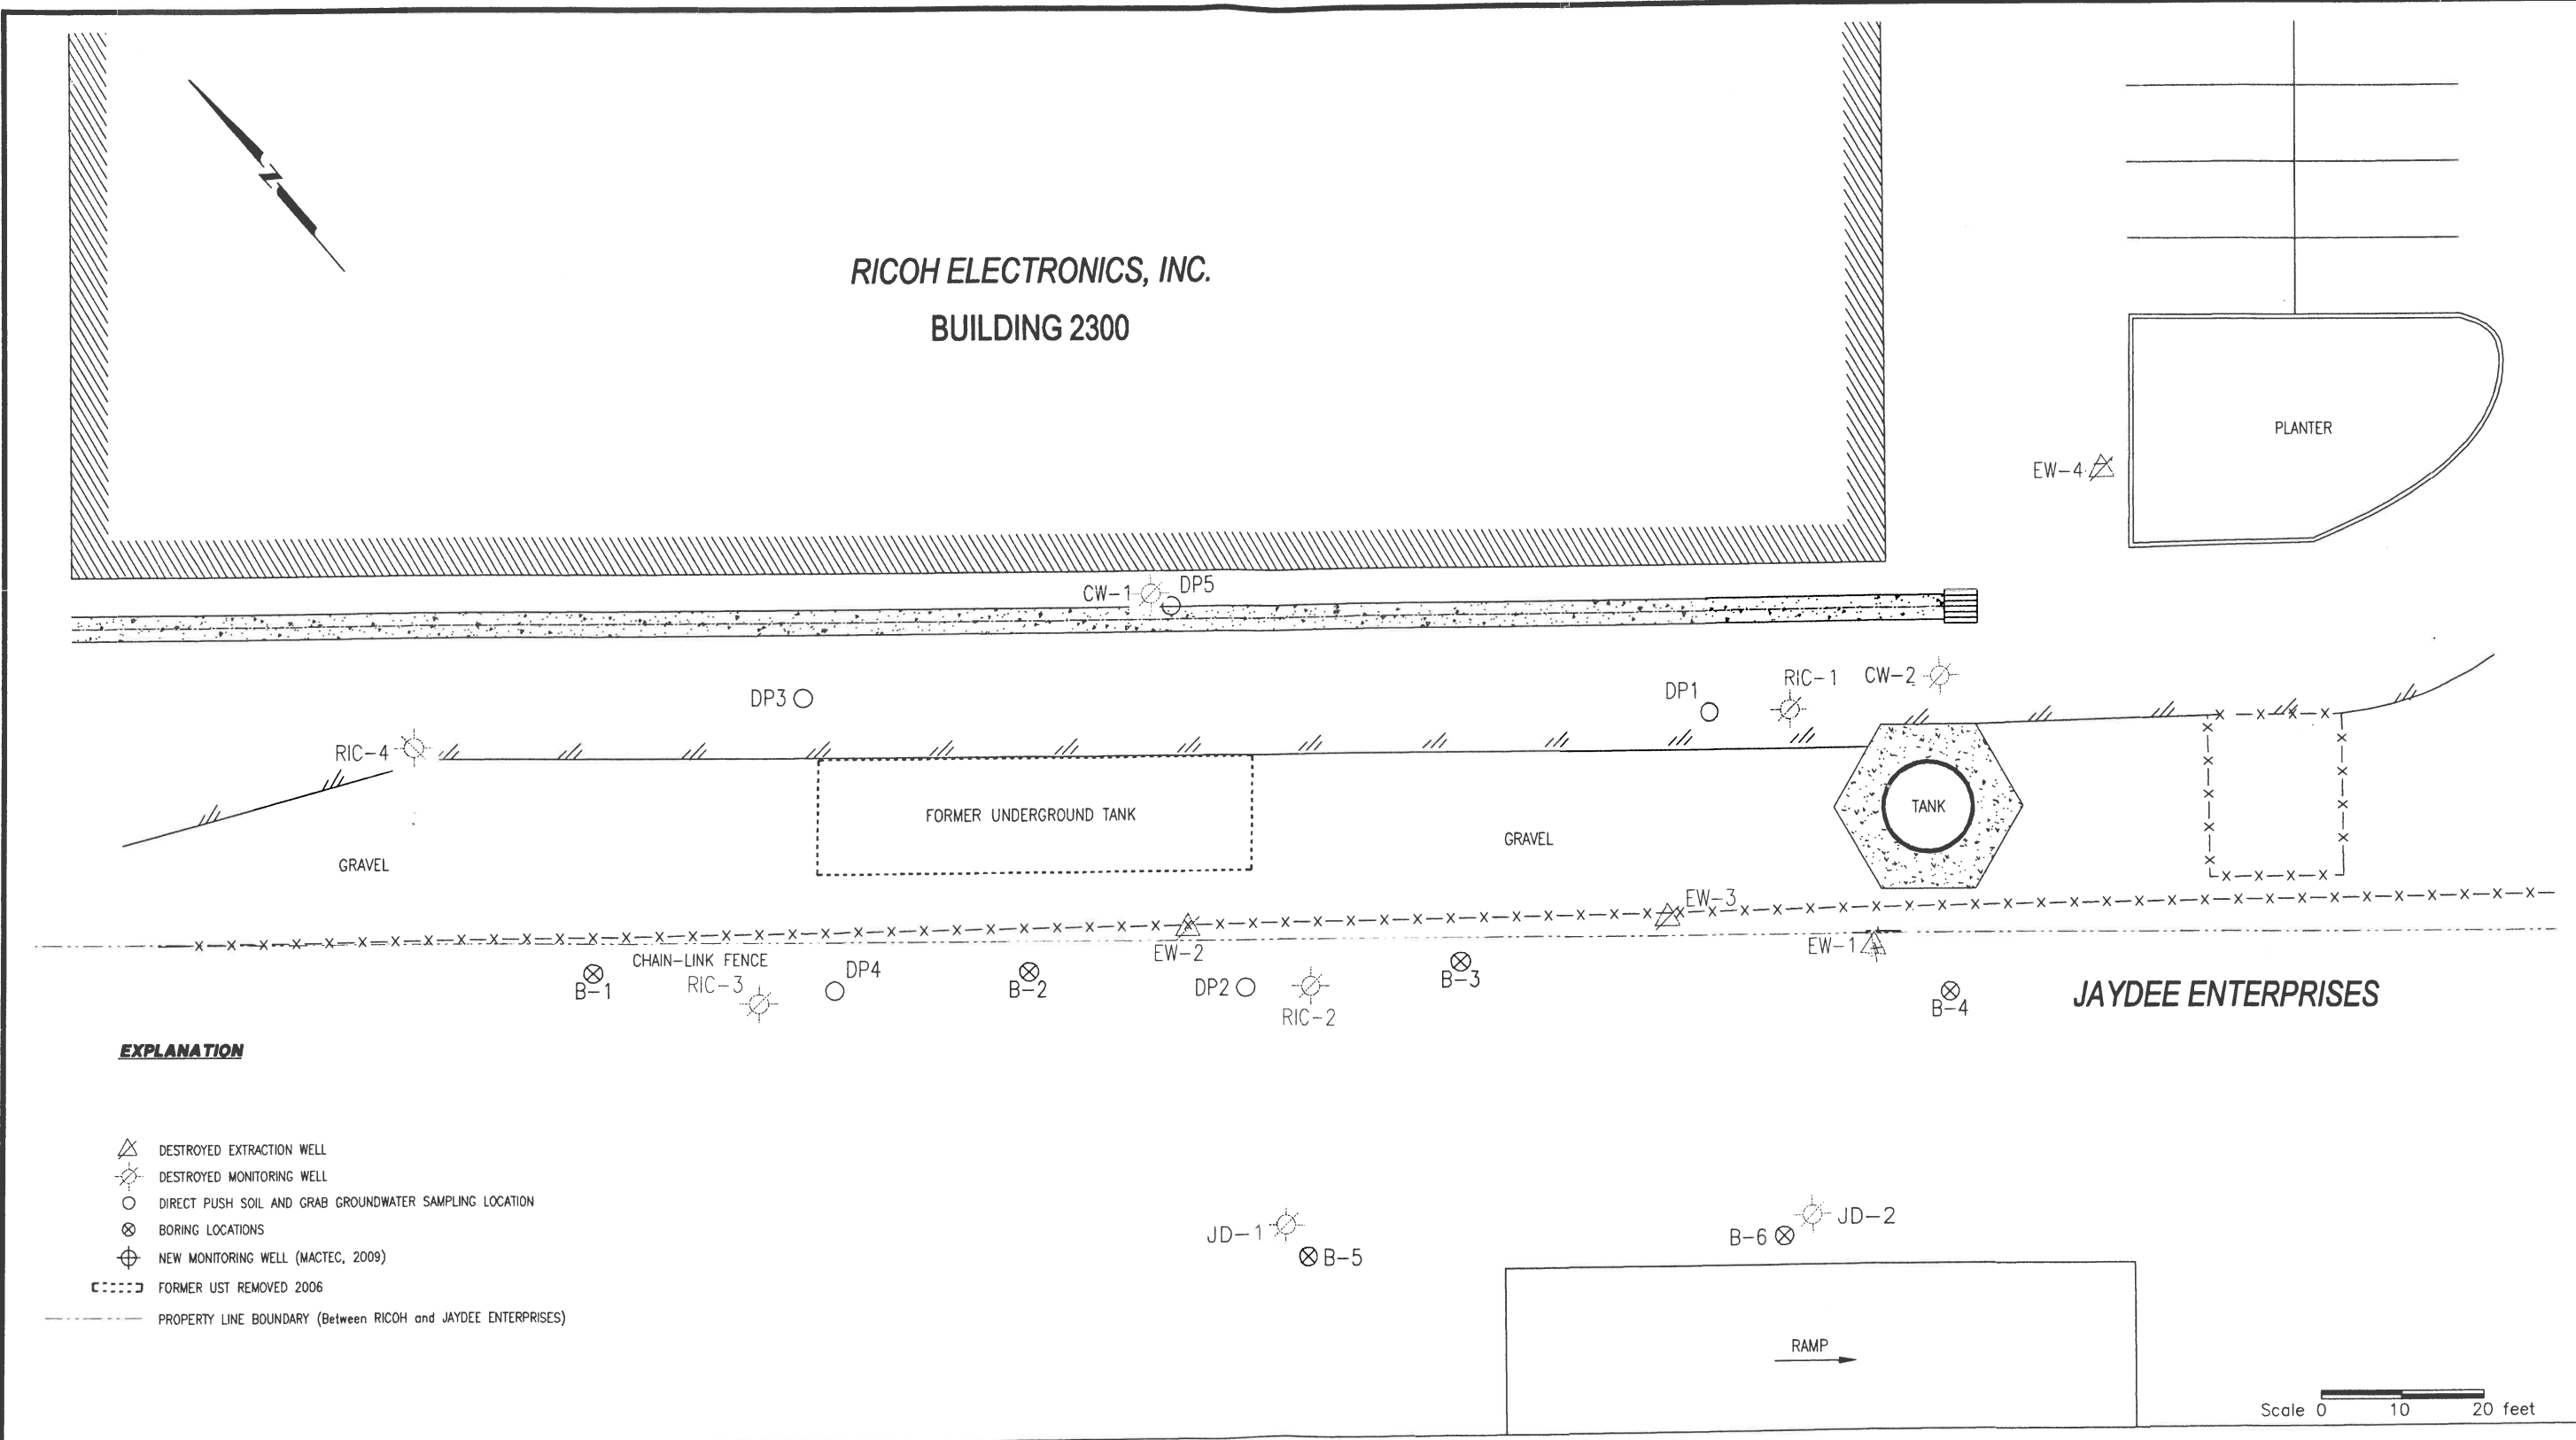 N
RICOH ELECTRONICS, INC.
BUILDING 2300
PLANTER
EW-4
CW-1
DP5
DP3
DP1
RIC-1
CW-2
RIC-4
FORMER UNDERGROUND TANK
TANK
GRAVEL
GRAVEL
EW-3
EW-2
EW-1
CHAIN-LINK FENCE
B-1
RIC-3
DP4
B-2
DP2
RIC-2
B-3
B-4
JAYDEE ENTERPRISES
EXPLANATION
DESTROYED EXTRACTION WELL
DESTROYED MONITORING WELL
DIRECT PUSH SOIL AND GRAB GROUNDWATER SAMPLING LOCATION
BORING LOCATIONS
NEW MONITORING WELL (MACTEC, 2009)
FORMER UST REMOVED 2006
PROPERTY LINE BOUNDARY (Between RICOH and JAYDEE ENTERPRISES)
JD-1
B-5
JD-2
B-6
RAMP
Scale 0 10 20 feet